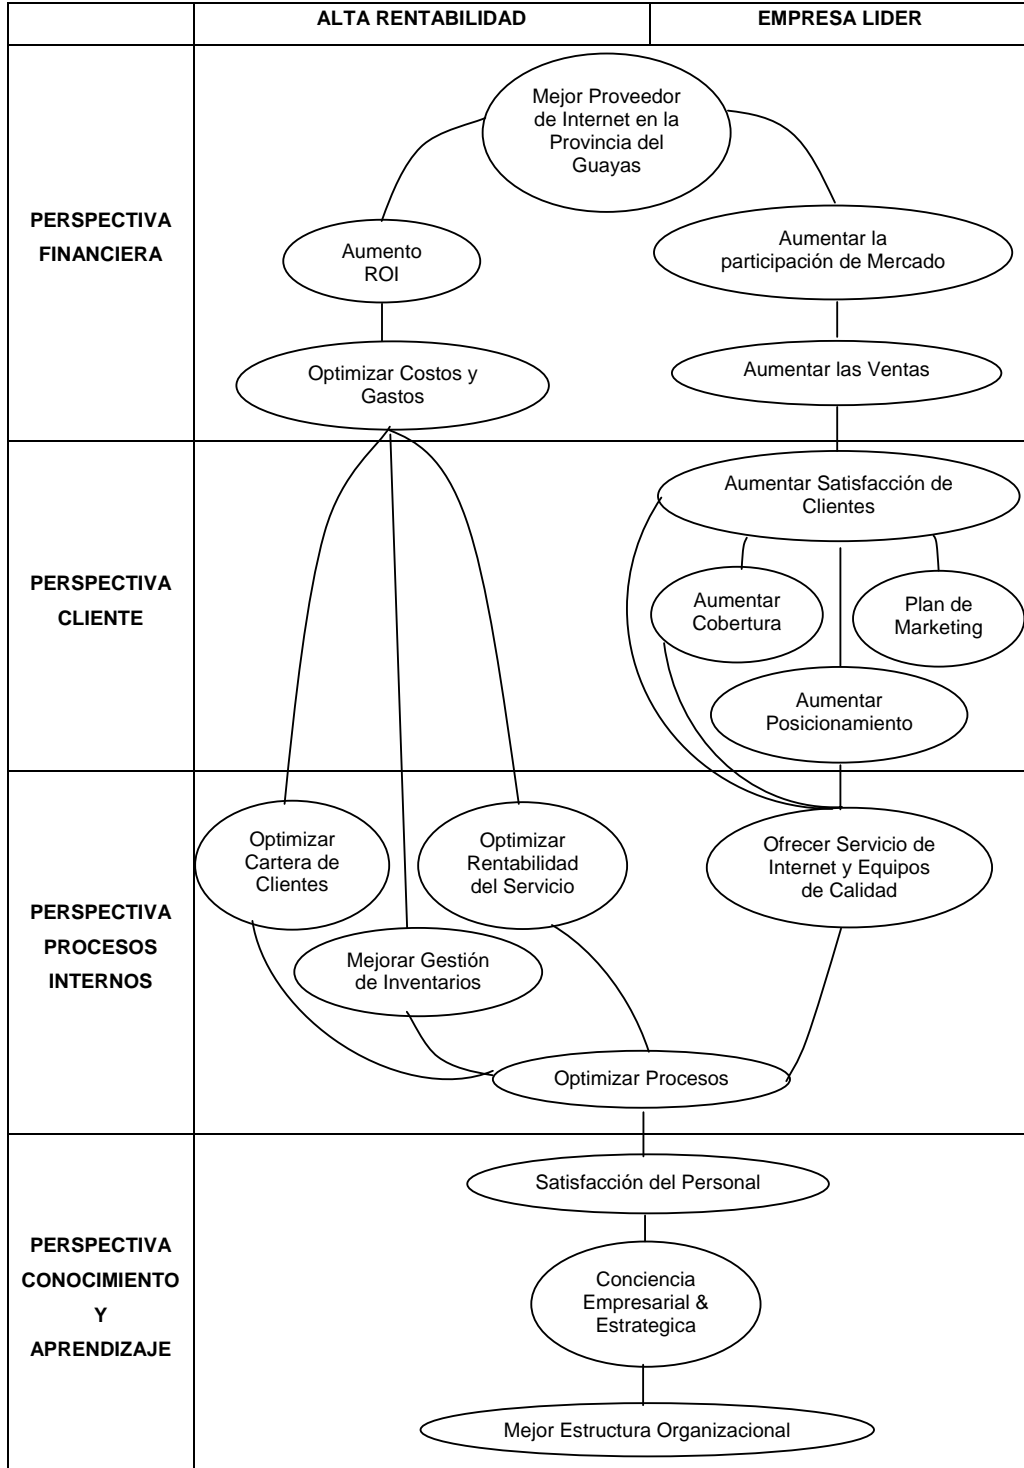 ALTA RENTABILIDAD
EMPRESA LIDER
PERSPECTIVA
FINANCIERA
Mejor Proveedor
de Internet en la
Provincia del
Guayas
Aumento
ROI
Aumentar la
participación de Mercado
Optimizar Costos y
Gastos
Aumentar las Ventas
PERSPECTIVA
CLIENTE
Aumentar Satisfacción de
Clientes
Aumentar
Cobertura
Plan de
Marketing
Aumentar
Posicionamiento
PERSPECTIVA
PROCESOS
INTERNOS
Optimizar
Cartera de
Clientes
Optimizar
Rentabilidad
del Servicio
Ofrecer Servicio de
Internet y Equipos
de Calidad
Mejorar Gestión
de Inventarios
Optimizar Procesos
PERSPECTIVA
CONOCIMIENTO
Y
APRENDIZAJE
Satisfacción del Personal
Conciencia
Empresarial &
Estrategica
Mejor Estructura Organizacional